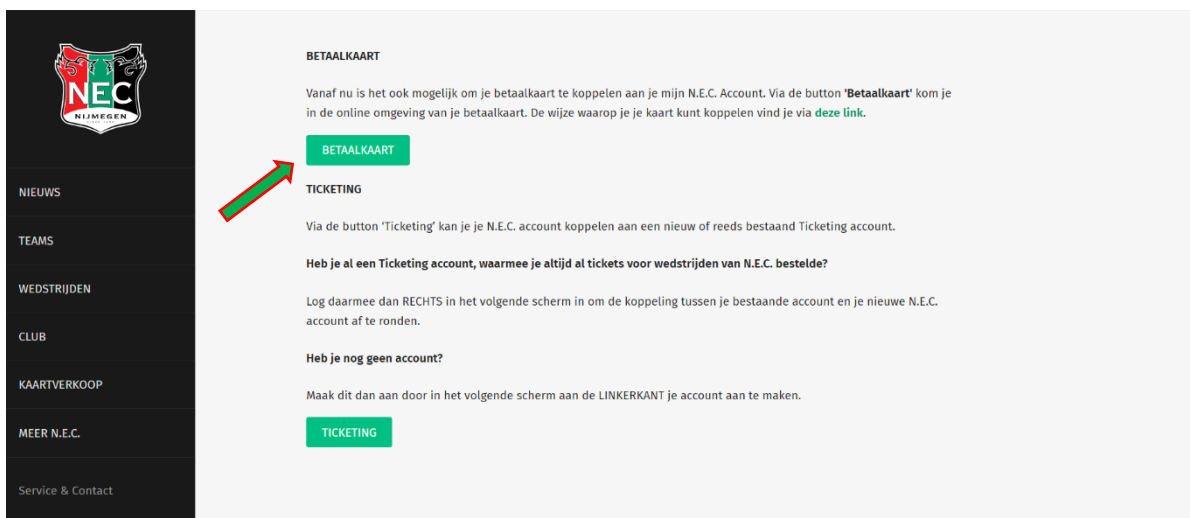 NEC
NIJMEGEN
NIEUWS
TEAMS
WEDSTRIJDEN
CLUB
KAARTVERKOOP
MEER N.E.C.
Service & Contact
BETAALKAART
Vanaf nu is het ook mogelijk om je betaalkaart te koppelen aan je mijn N.E.C. Account. Via de button 'Betaalkaart' kom je
in de online omgeving van je betaalkaart. De wijze waarop je je kaart kunt koppelen vind je via deze link.
BETAALKAART
TICKETING
Via de button ‘Ticketing’ kan je je N.E.C. account koppelen aan een nieuw of reeds bestaand Ticketing account.
Heb je al een Ticketing account, waarmee je altijd al tickets voor wedstrijden van N.E.C. bestelde?
Log daarmee dan RECHTS in het volgende scherm in om de koppeling tussen je bestaande account en je nieuwe N.E.C.
account af te ronden.
Heb je nog geen account?
Maak dit dan aan door in het volgende scherm aan de LINKERKANT je account aan te maken.
TICKETING